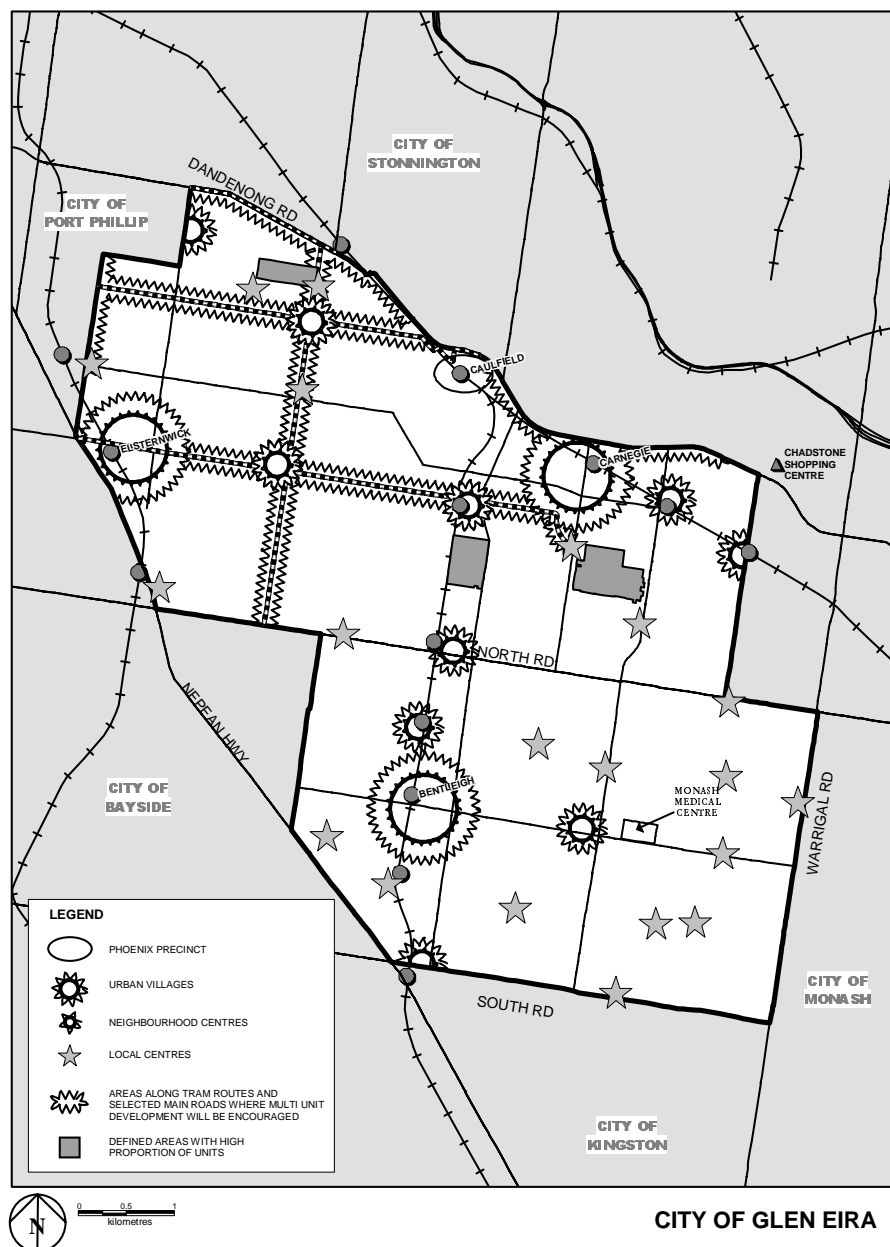 CITY OF
STONNINGTON
DANDENONG RD
CITY OF
PORT PHILLIP
CAULFIELD
ELSTERNWICK
CARNEGIE
CHADSTONE
SHOPPING
CENTRE
NORTH RD
NEPEAN HWY
CITY OF
BAYSIDE
BENTLEIGH
MONASH
MEDICAL
CENTRE
WARRIGAL RD
CITY OF
MONASH
SOUTH RD
CITY OF
KINGSTON
LEGEND
PHOENIX PRECINCT
URBAN VILLAGES
NEIGHBOURHOOD CENTRES
LOCAL CENTRES
AREAS ALONG TRAM ROUTES AND
SELECTED MAIN ROADS WHERE MULTI UNIT
DEVELOPMENT WILL BE ENCOURAGED
DEFINED AREAS WITH HIGH
PROPORTION OF UNITS
N
0 0.5 1
kilometres
CITY OF GLEN EIRA